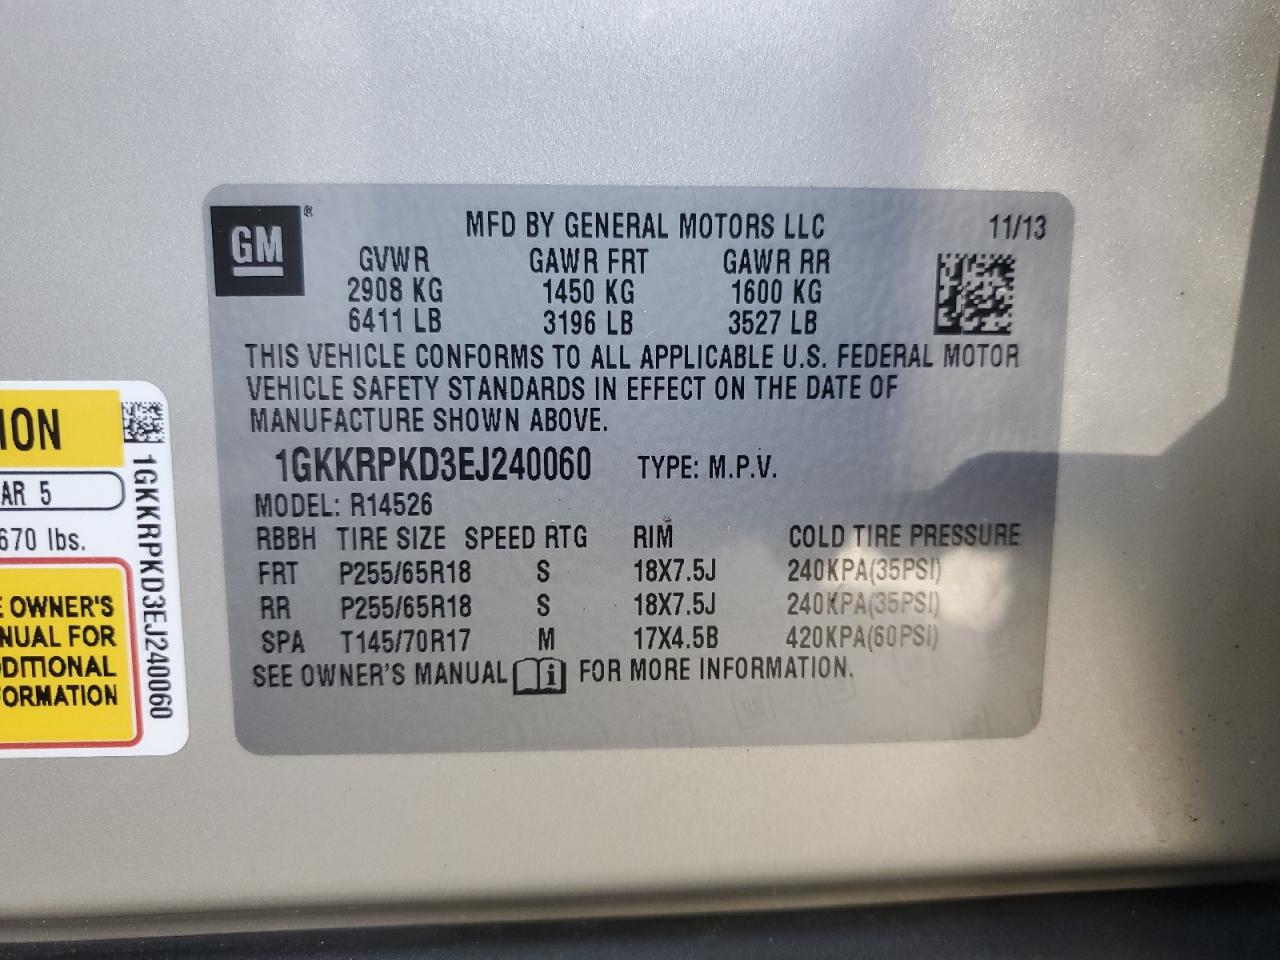 GM ®
MFD BY GENERAL MOTORS LLC 11/13
GVWR GAWR FRT GAWR RR
2908 KG 1450 KG 1600 KG
6411 LB 3196 LB 3527 LB
THIS VEHICLE CONFORMS TO ALL APPLICABLE U.S. FEDERAL MOTOR
VEHICLE SAFETY STANDARDS IN EFFECT ON THE DATE OF
MANUFACTURE SHOWN ABOVE.
1GKKRPKD3EJ240060 TYPE: M.P.V.
MODEL: R14526
RBBH TIRE SIZE SPEED RTG RIM COLD TIRE PRESSURE
FRT P255/65R18 S 18X7.5J 240KPA(35PSI)
RR P255/65R18 S 18X7.5J 240KPA(35PSI)
SPA T145/70R17 M 17X4.5B 420KPA(60PSI)
SEE OWNER'S MANUAL i FOR MORE INFORMATION.
ION
AR 5
670 lbs.
E OWNER'S
NUAL FOR
DDITIONAL
FORMATION
1GKKRPKD3EJ240060